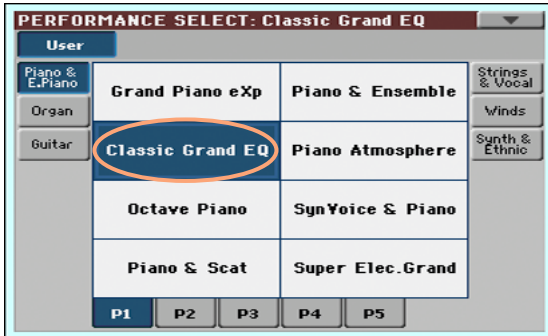 PERFORMANCE SELECT: Classic Grand EQ
User
Piano &
E.Piano
Organ
Guitar
Grand Piano eXp
Piano & Ensemble
Classic Grand EQ
Piano Atmosphere
Octave Piano
SynVoice & Piano
Piano & Scat
Super Elec.Grand
Strings
& Vocal
Winds
Synth &
Ethnic
P1
P2
P3
P4
P5